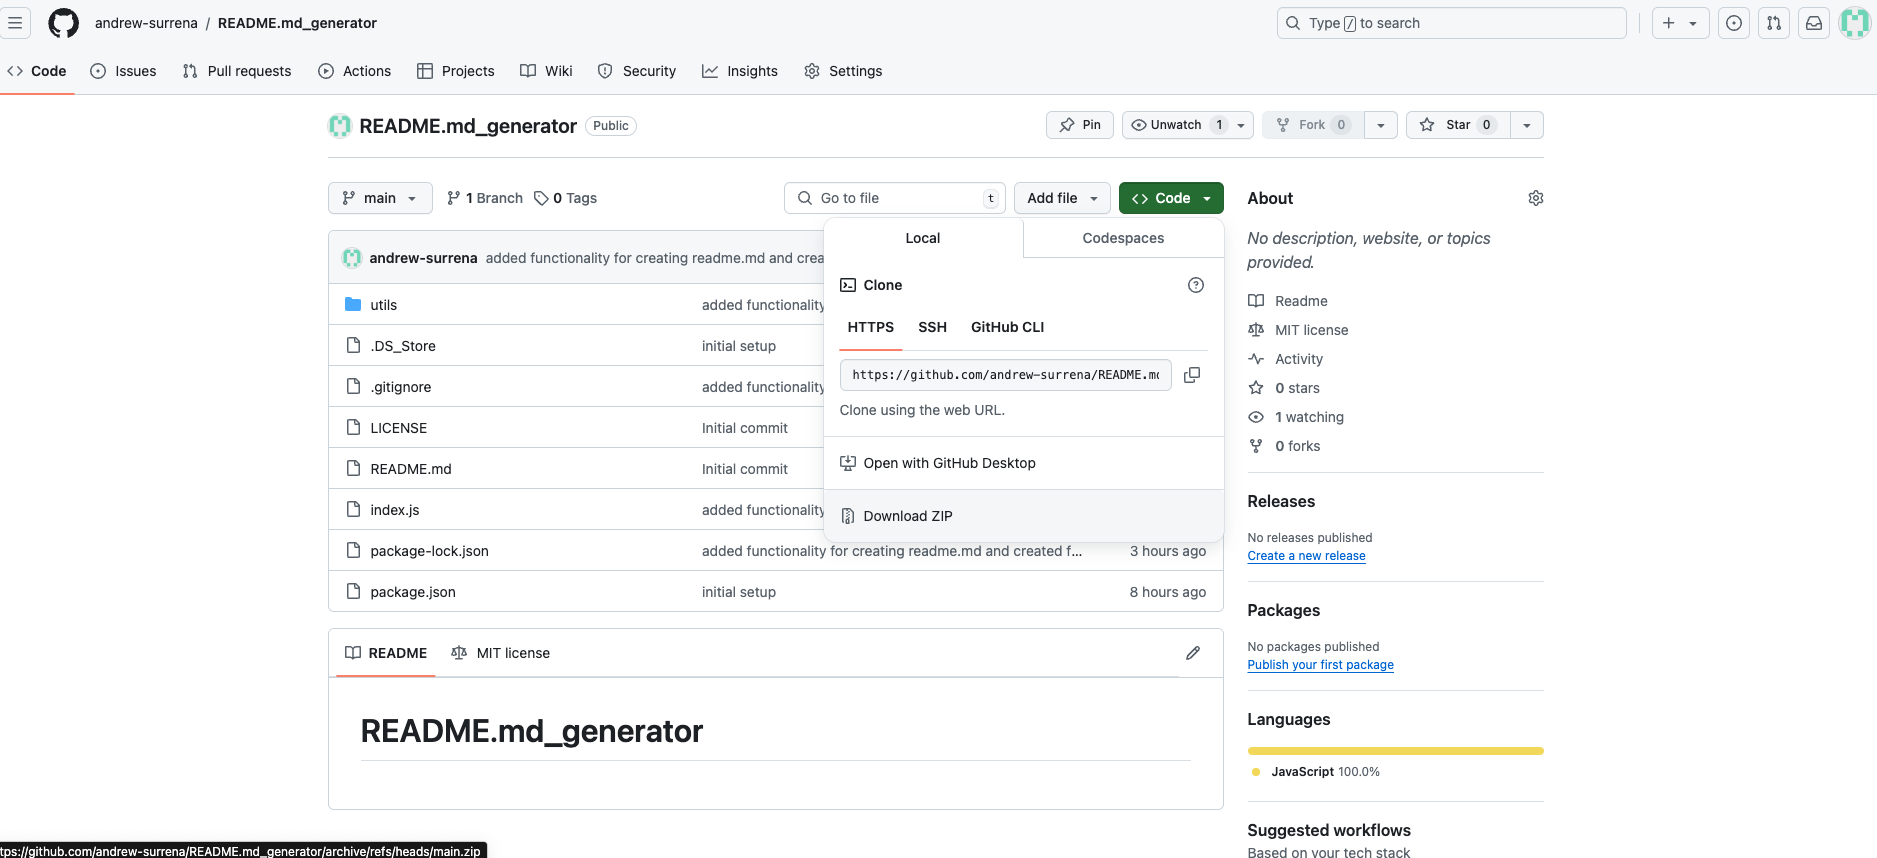 andrew-surrena / README.md_generator
Type / to search
Code Issues Pull requests Actions Projects Wiki Security Insights Settings
README.md_generator Public
Pin Unwatch 1 Fork 0 Star 0
main 1 Branch 0 Tags Go to file t Add file Code
andrew-surrena added functionality for creating readme.md and
utils added functionality
.DS_Store initial setup
.gitignore added functionality
LICENSE Initial commit
README.md Initial commit
index.js added functionality
package-lock.json added functionality for creating readme.md and created f... 3 hours ago
package.json initial setup 8 hours ago
Local Codespaces
Clone
HTTPS SSH GitHub CLI
https://github.com/andrew-surrena/README.md
Clone using the web URL.
Open with GitHub Desktop
Download ZIP
README MIT license
README.md_generator
About
No description, website, or topics
provided.
Readme
MIT license
Activity
0 stars
1 watching
0 forks
Releases
No releases published
Create a new release
Packages
No packages published
Publish your first package
Languages
JavaScript 100.0%
Suggested workflows
Based on your tech stack
tps://github.com/andrew-surrena/README.md_generator/archive/refs/heads/main.zip